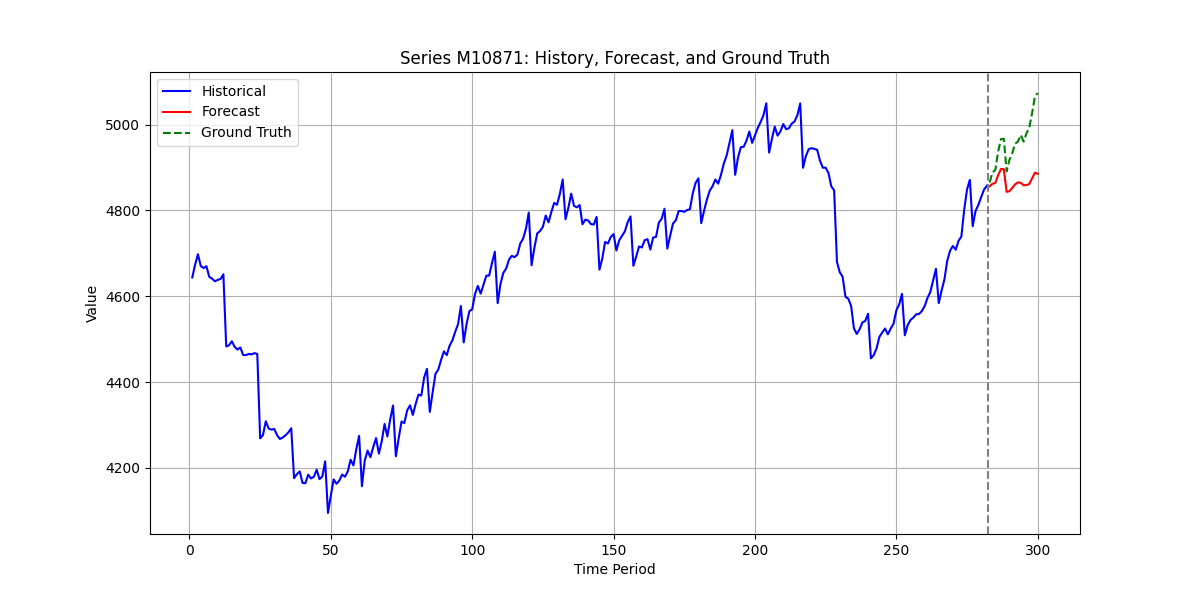 Series M10871: History, Forecast, and Ground Truth
Historical
Forecast
Ground Truth
5000
4800
4600
4400
4200
Value
0 50 100 150 200 250 300
Time Period